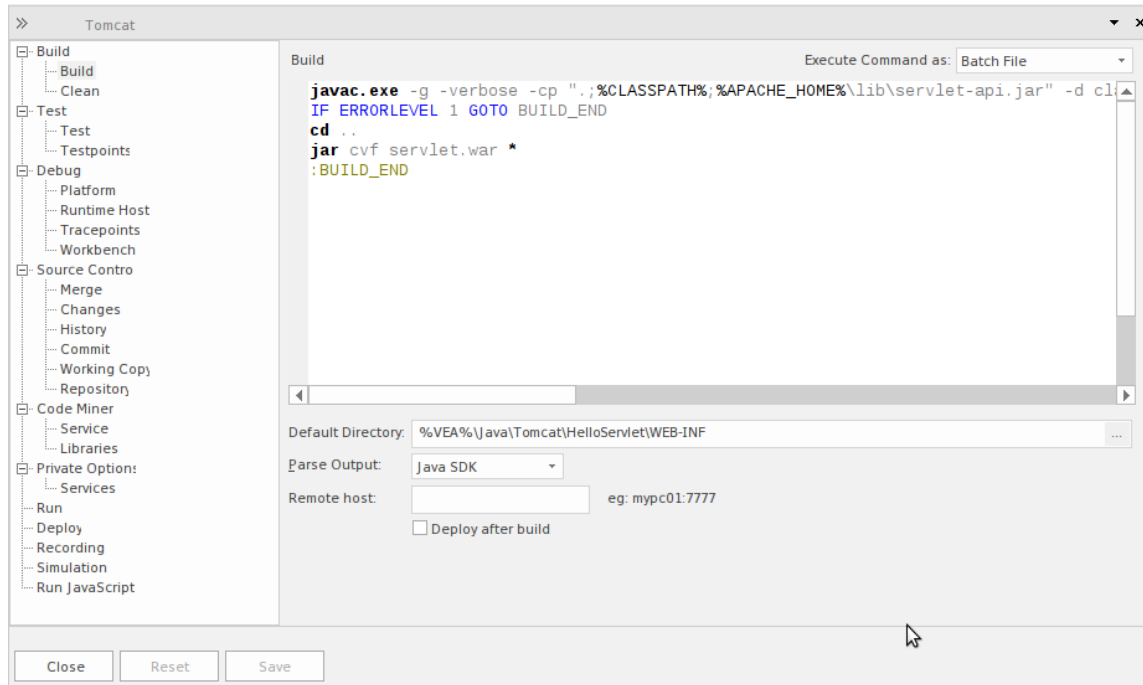 Tomcat
Build
Build
Clean
Test
Test
Testpoints
Debug
Platform
Runtime Host
Tracepoints
Workbench
Source Contro
Merge
Changes
History
Commit
Working Copy
Repository
Code Miner
Service
Libraries
Private Options
Services
Run
Deploy
Recording
Simulation
Run JavaScript
Build
Execute Command as: Batch File
javac.exe -g -verbose -cp ".;%CLASSPATH%;%APACHE_HOME%\lib\servlet-api.jar" -d cl
IF ERRORLEVEL 1 GOTO BUILD_END
cd ..
jar cvf servlet.war *
:BUILD_END
Default Directory: %VEA%\Java\Tomcat\HelloServlet\WEB-INF ...
Parse Output: Java SDK
Remote host: eg: mypc01:7777
Deploy after build
Close Reset Save